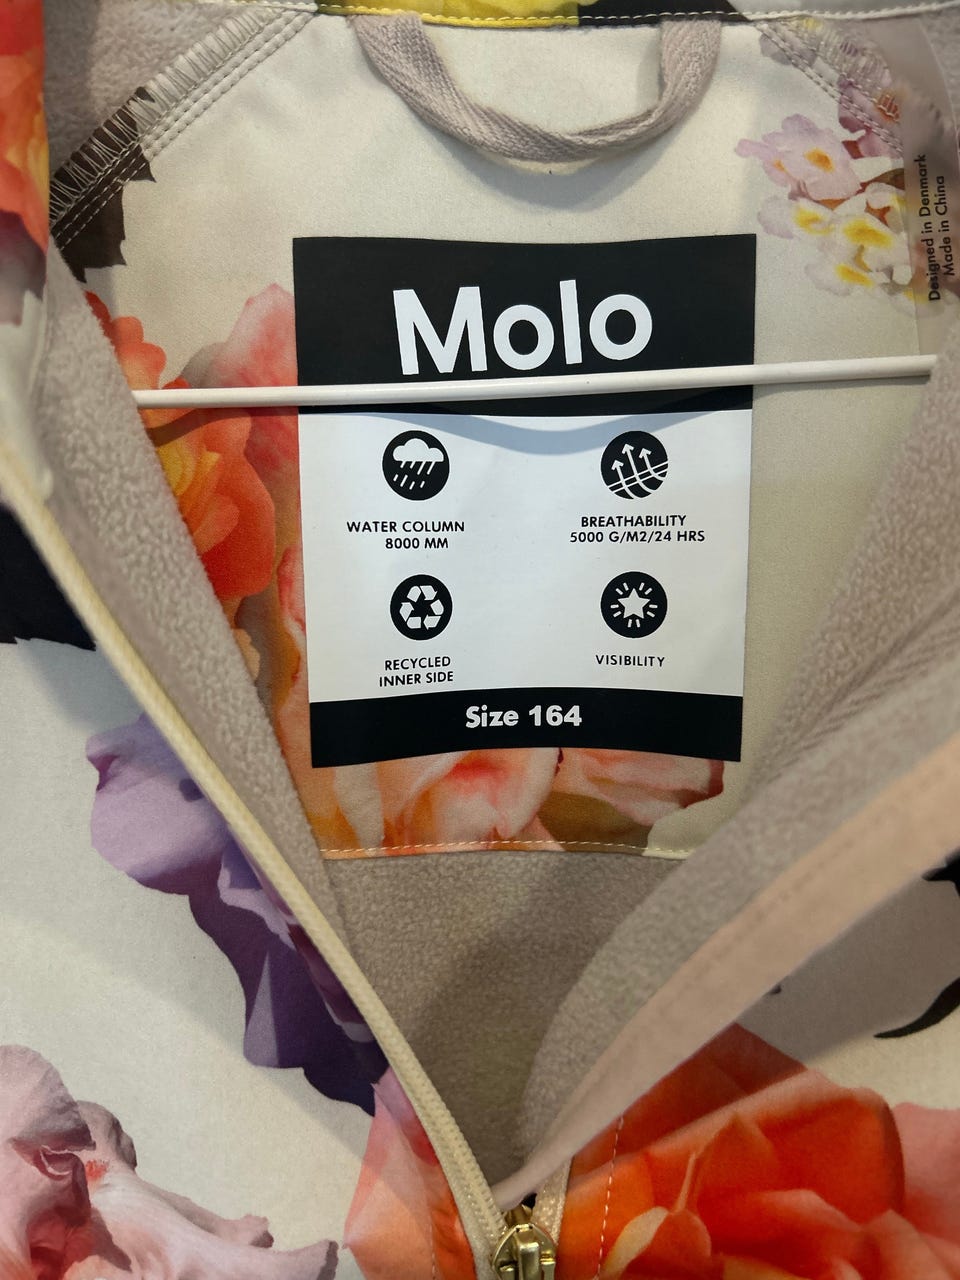 Molo
WATER COLUMN
8000 MM
BREATHABILITY
5000 G/M2/24 HRS
RECYCLED
INNER SIDE
VISIBILITY
Size 164
Designed in Denmark
Made in China